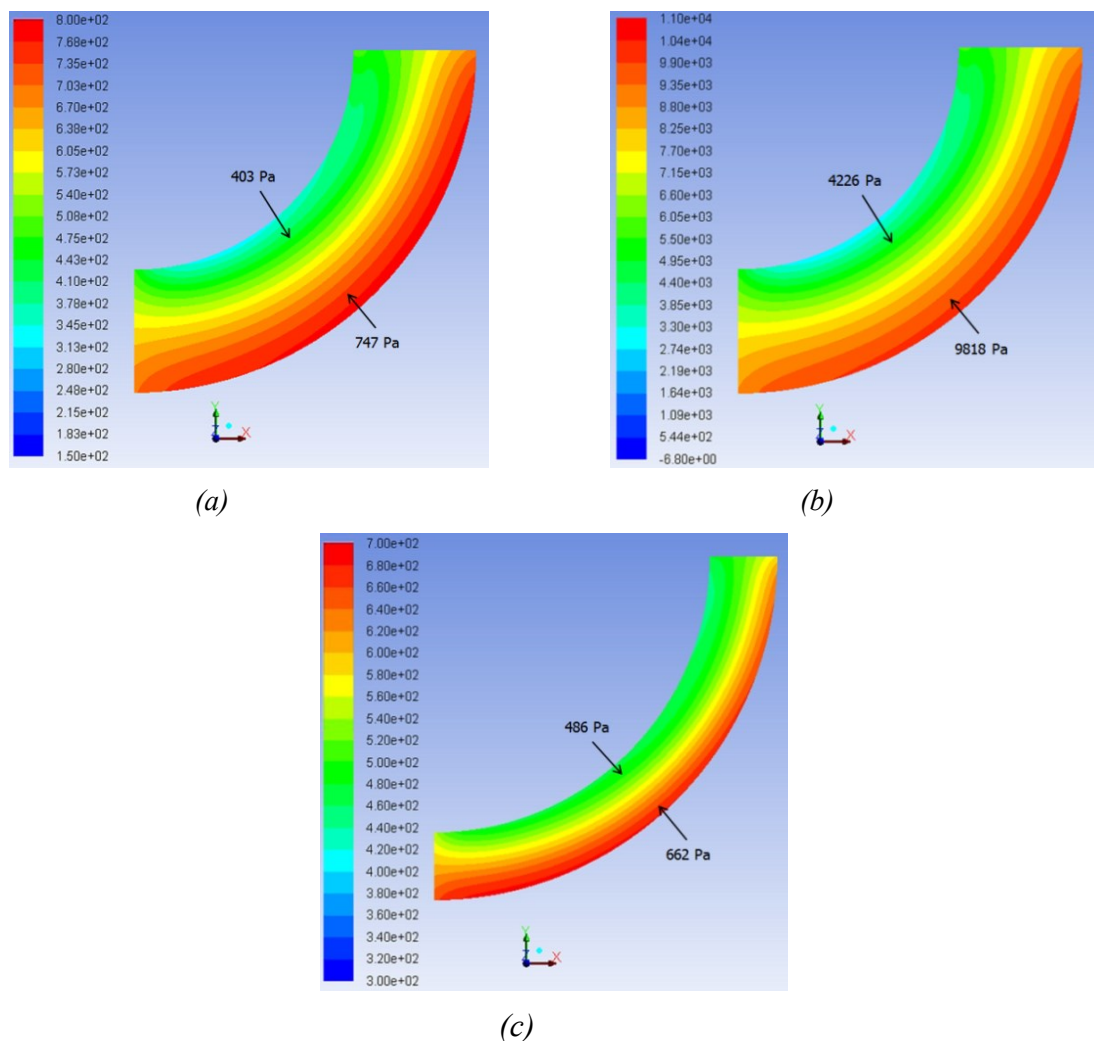 8.00e+02
7.68e+02
7.35e+02
7.03e+02
6.70e+02
6.38e+02
6.05e+02
5.73e+02
5.40e+02
5.08e+02
4.75e+02
4.43e+02
4.10e+02
3.78e+02
3.45e+02
3.13e+02
2.80e+02
2.48e+02
2.15e+02
1.83e+02
1.50e+02
403 Pa
747 Pa
Y
Z
X
(a)
1.10e+04
1.04e+04
9.90e+03
9.35e+03
8.80e+03
8.25e+03
7.70e+03
7.15e+03
6.60e+03
6.05e+03
5.50e+03
4.95e+03
4.40e+03
3.85e+03
3.30e+03
2.74e+03
2.19e+03
1.64e+03
1.09e+03
5.44e+02
-6.80e+00
4226 Pa
9818 Pa
Y
Z
X
(b)
7.00e+02
6.80e+02
6.60e+02
6.40e+02
6.20e+02
6.00e+02
5.80e+02
5.60e+02
5.40e+02
5.20e+02
5.00e+02
4.80e+02
4.60e+02
4.40e+02
4.20e+02
4.00e+02
3.80e+02
3.60e+02
3.40e+02
3.20e+02
3.00e+02
486 Pa
662 Pa
Y
Z
X
(c)